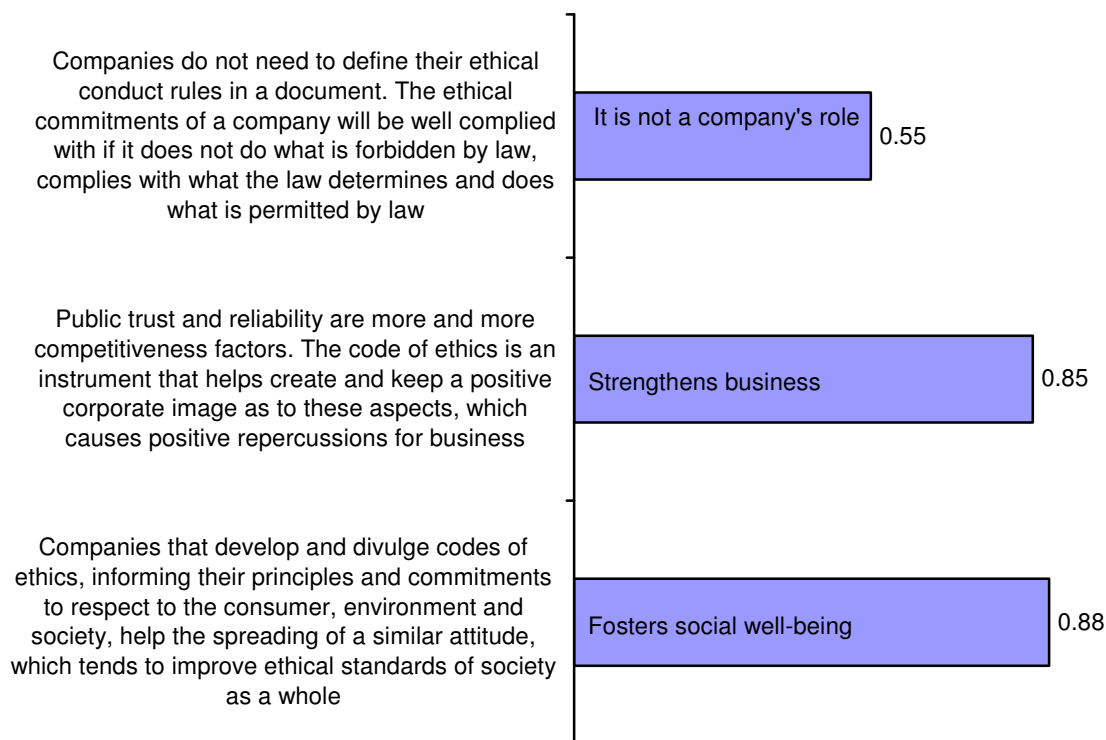 Companies do not need to define their ethical
conduct rules in a document. The ethical
commitments of a company will be well complied
with if it does not do what is forbidden by law,
complies with what the law determines and does
what is permitted by law
It is not a company's role
0.55
Public trust and reliability are more and more
competitiveness factors. The code of ethics is an
instrument that helps create and keep a positive
corporate image as to these aspects, which
causes positive repercussions for business
Strengthens business
0.85
Companies that develop and divulge codes of
ethics, informing their principles and commitments
to respect to the consumer, environment and
society, help the spreading of a similar attitude,
which tends to improve ethical standards of society
as a whole
Fosters social well-being
0.88